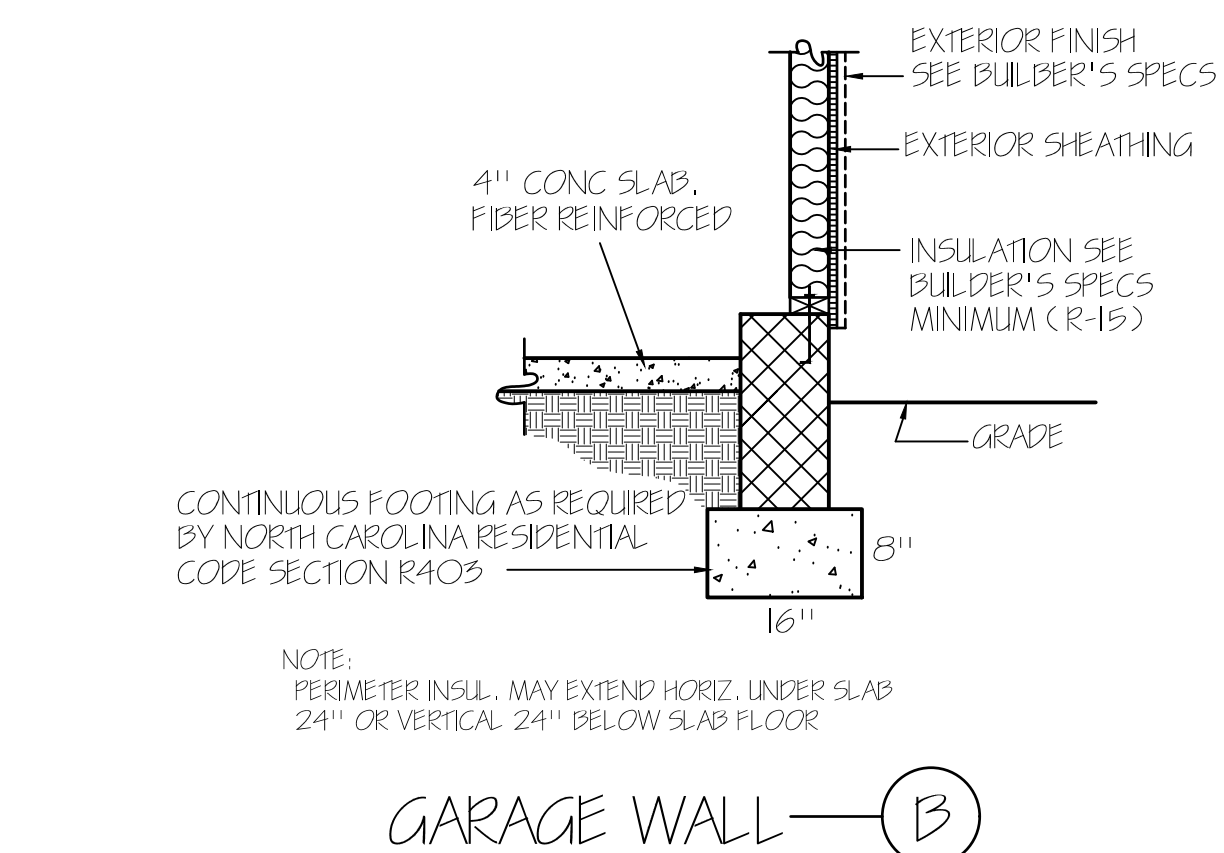 EXTERIOR FINISH
SEE BUILBER'S SPECS
EXTERIOR SHEATHING
4" CONC SLAB.
FIBER REINFORCED
INSULATION SEE
BUILDER'S SPECS
MINIMUM (R-15)
GRADE
CONTINUOUS FOOTING AS REQUIRED
BY NORTH CAROLINA RESIDENTIAL
CODE SECTION R403
8"
16"
NOTE:
PERIMETER INSUL. MAY EXTEND HORIZ. UNDER SLAB
24" OR VERTICAL 24" BELOW SLAB FLOOR
GARAGE WALL B